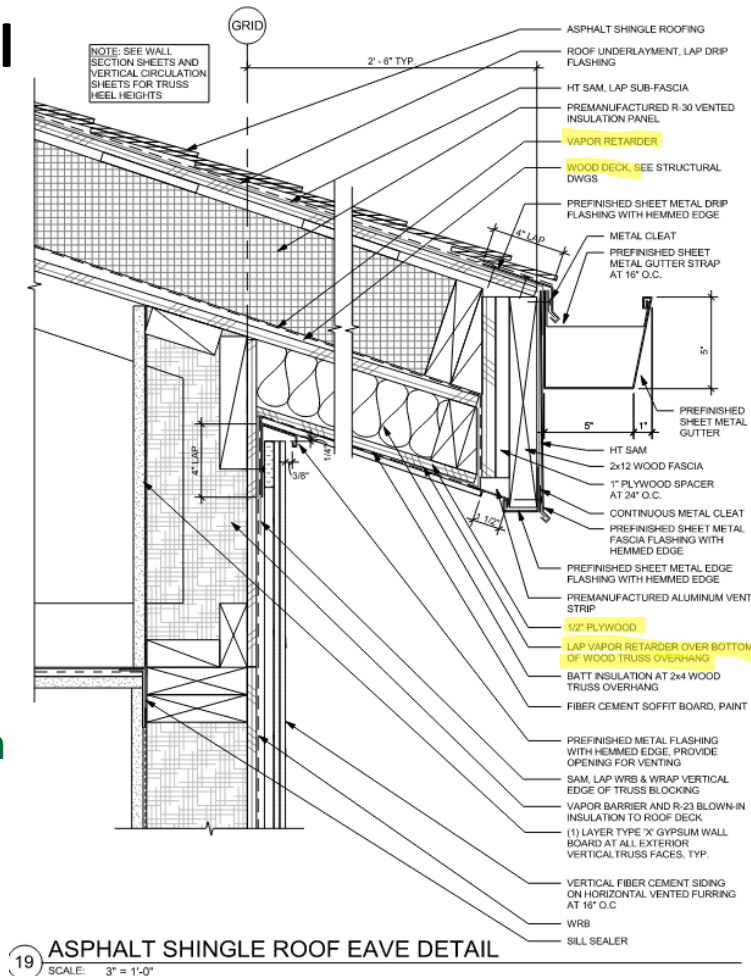 GRID
NOTE: SEE WALL
SECTION SHEETS AND
VERTICAL CIRCULATION
SHEETS FOR TRUSS
HEEL HEIGHTS
2' - 6" TYP.
ASPHALT SHINGLE ROOFING
ROOF UNDERLAYMENT, LAP DRIP
FLASHING
HT SAM, LAP SUB-FASCIA
PREMANUFACTURED R-30 VENTED
INSULATION PANEL
VAPOR RETARDER
WOOD DECK, SEE STRUCTURAL
DWGS
PREFINISHED SHEET METAL DRIP
FLASHING WITH HEMMED EDGE
4" LAP
METAL CLEAT
PREFINISHED SHEET
METAL GUTTER STRAP
AT 16" O.C.
5"
5"
1"
PREFINISHED
SHEET METAL
GUTTER
4" LAP
1/4"
3/8"
1 1/2"
HT SAM
2x12 WOOD FASCIA
1" PLYWOOD SPACER
AT 24" O.C.
CONTINUOUS METAL CLEAT
PREFINISHED SHEET METAL
FASCIA FLASHING WITH
HEMMED EDGE
PREFINISHED SHEET METAL EDGE
FLASHING WITH HEMMED EDGE
PREMANUFACTURED ALUMINUM VENT
STRIP
1/2" PLYWOOD
LAP VAPOR RETARDER OVER BOTTOM
OF WOOD TRUSS OVERHANG
BATT INSULATION AT 2x4 WOOD
TRUSS OVERHANG
FIBER CEMENT SOFFIT BOARD, PAINT
PREFINISHED METAL FLASHING
WITH HEMMED EDGE, PROVIDE
OPENING FOR VENTING
SAM, LAP WRB & WRAP VERTICAL
EDGE OF TRUSS BLOCKING
VAPOR BARRIER AND R-23 BLOWN-IN
INSULATION TO ROOF DECK
(1) LAYER TYPE 'X' GYPSUM WALL
BOARD AT ALL EXTERIOR
VERTICALTRUSS FACES, TYP.
VERTICAL FIBER CEMENT SIDING
ON HORIZONTAL VENTED FURRING
AT 16" O.C
WRB
SILL SEALER
19 ASPHALT SHINGLE ROOF EAVE DETAIL
SCALE: 3" = 1'-0"